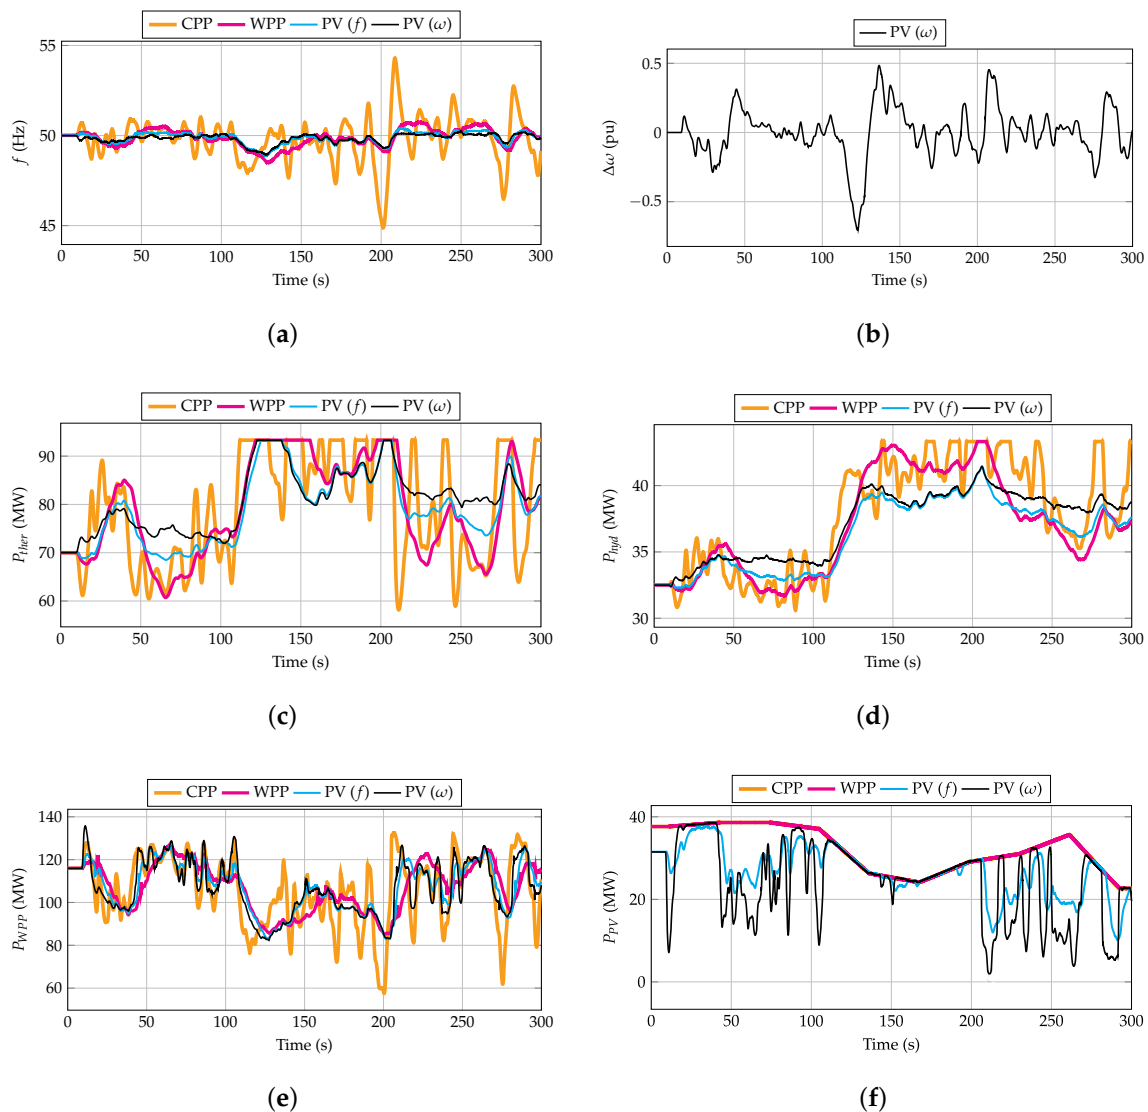 CPP WPP PV (f) PV (ω)
55
50
45
f (Hz)
0 50 100 150 200 250 300
Time (s)
(a)
PV (ω)
0.5
0
−0.5
Δω (pu)
0 50 100 150 200 250 300
Time (s)
(b)
CPP WPP PV (f) PV (ω)
90
80
70
60
Pther (MW)
0 50 100 150 200 250 300
Time (s)
(c)
CPP WPP PV (f) PV (ω)
40
35
30
Phyd (MW)
0 50 100 150 200 250 300
Time (s)
(d)
CPP WPP PV (f) PV (ω)
140
120
100
80
60
PWPP (MW)
0 50 100 150 200 250 300
Time (s)
(e)
CPP WPP PV (f) PV (ω)
40
20
0
PPV (MW)
0 50 100 150 200 250 300
Time (s)
(f)